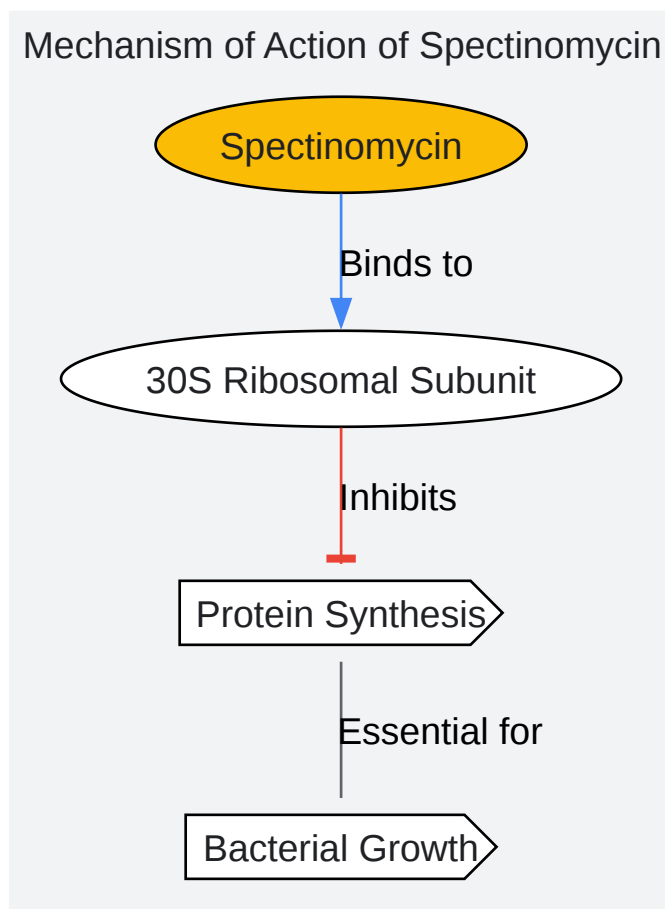 Mechanism of Action of Spectinomycin
Spectinomycin
Binds to
30S Ribosomal Subunit
Inhibits
Protein Synthesis
Essential for
Bacterial Growth